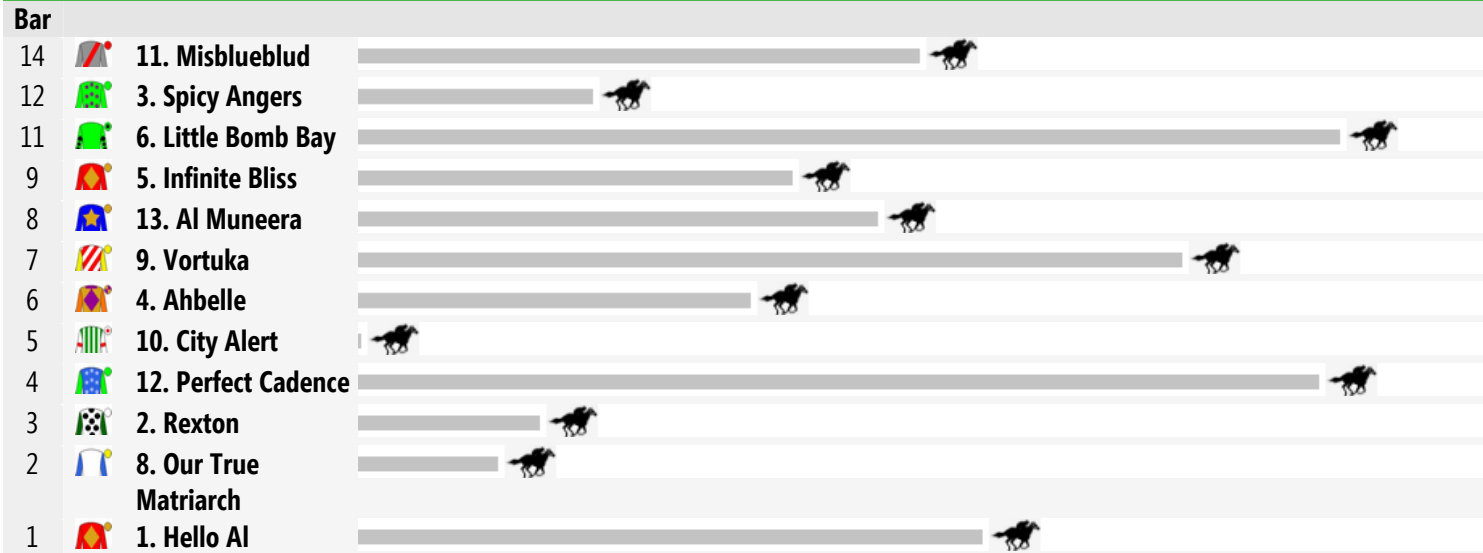 Bar
14 11. Misblueblud
12 3. Spicy Angers
11 6. Little Bomb Bay
9 5. Infinite Bliss
8 13. Al Muneera
7 9. Vortuka
6 4. Ahbelle
5 10. City Alert
4 12. Perfect Cadence
3 2. Rexton
2 8. Our True
Matriarch
1 1. Hello Al